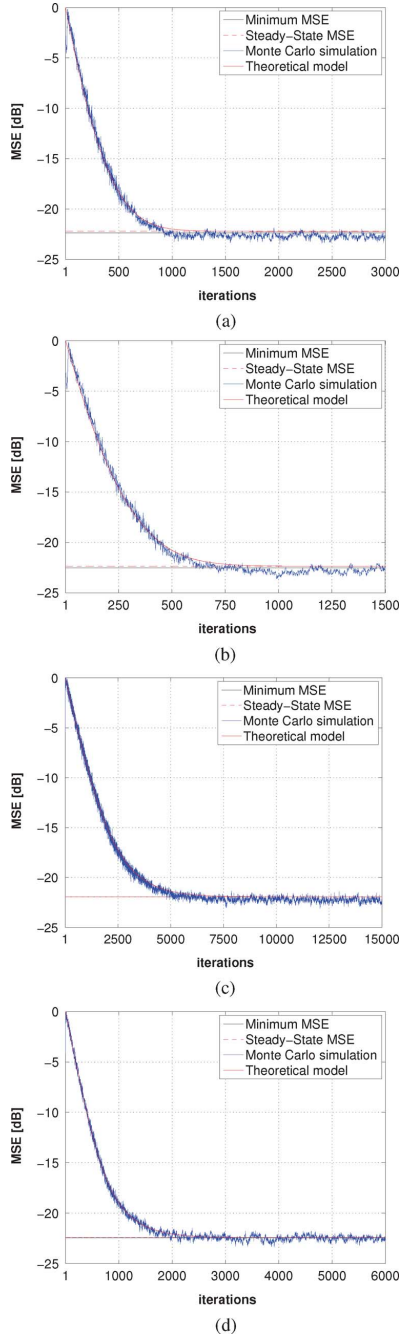 0
−5
−10
−15
−20
−25
MSE [dB]
Minimum MSE
Steady−State MSE
Monte Carlo simulation
Theoretical model
1 500 1000 1500 2000 2500 3000
iterations
(a)
0
−5
−10
−15
−20
−25
MSE [dB]
Minimum MSE
Steady−State MSE
Monte Carlo simulation
Theoretical model
1 250 500 750 1000 1250 1500
iterations
(b)
0
−5
−10
−15
−20
−25
MSE [dB]
Minimum MSE
Steady−State MSE
Monte Carlo simulation
Theoretical model
1 2500 5000 7500 10000 12500 15000
iterations
(c)
0
−5
−10
−15
−20
−25
MSE [dB]
Minimum MSE
Steady−State MSE
Monte Carlo simulation
Theoretical model
1 1000 2000 3000 4000 5000 6000
iterations
(d)